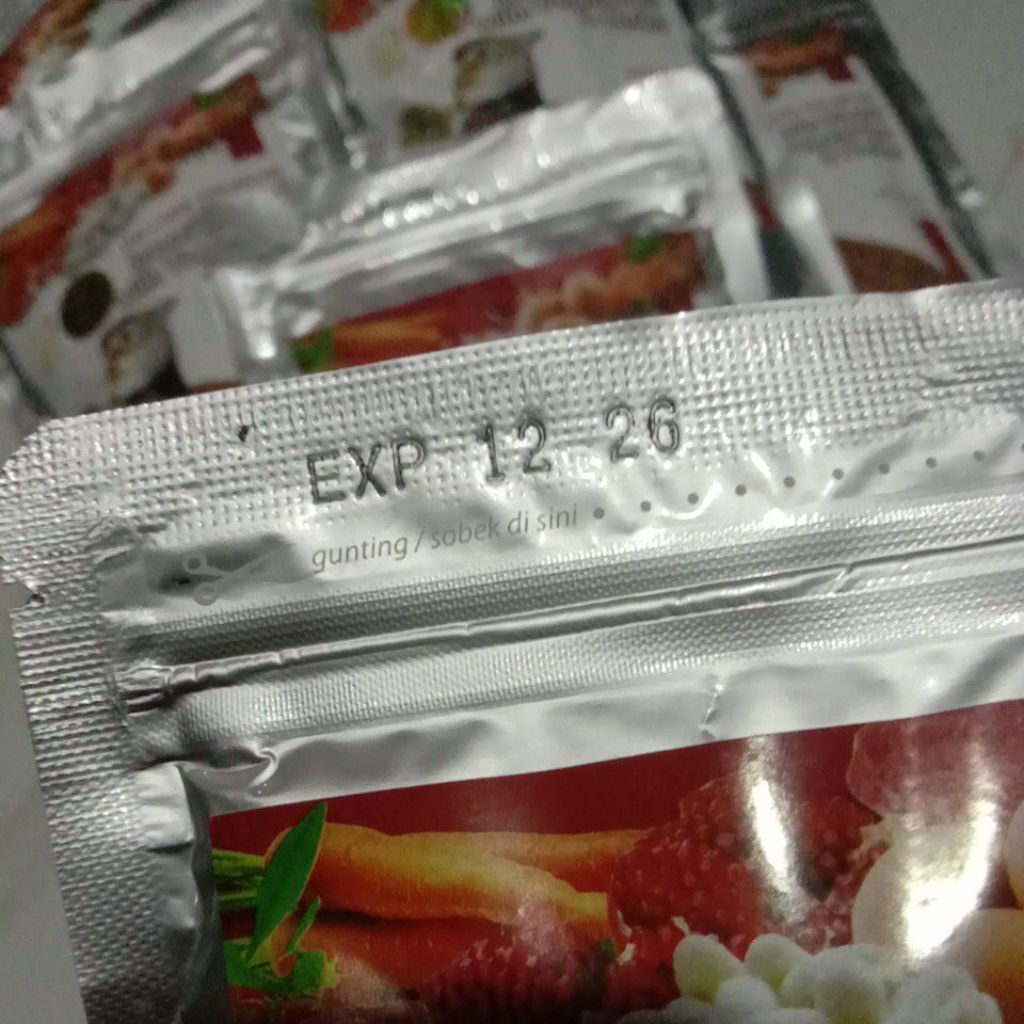 EXP 12 26
gunting / sobek di sini